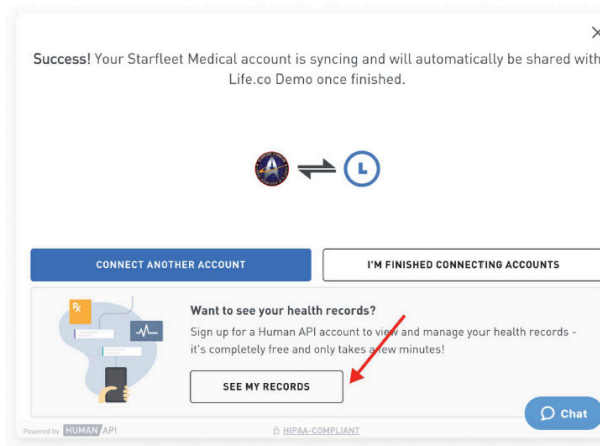 Success! Your Starfleet Medical account is syncing and will automatically be shared with
Life.co Demo once finished.
L
CONNECT ANOTHER ACCOUNT
I'M FINISHED CONNECTING ACCOUNTS
Rx
Want to see your health records?
Sign up for a Human API account to view and manage your health records -
it's completely free and only takes a few minutes!
SEE MY RECORDS
Chat
Powered by HUMAN API
HIPAA-COMPLIANT